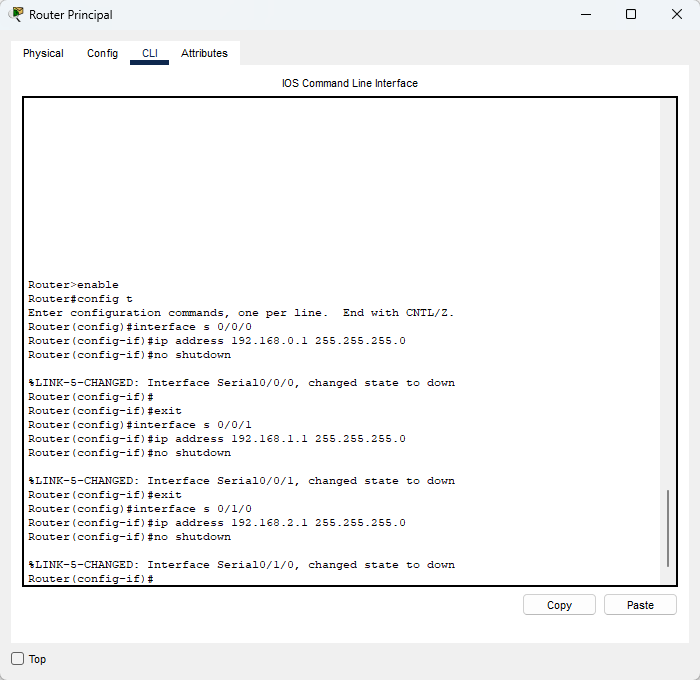 Router Principal
Physical Config CLI Attributes
IOS Command Line Interface
Router>enable
Router#config t
Enter configuration commands, one per line.  End with CNTL/Z.
Router(config)#interface s 0/0/0
Router(config-if)#ip address 192.168.0.1 255.255.255.0
Router(config-if)#no shutdown
%LINK-5-CHANGED: Interface Serial0/0/0, changed state to down
Router(config-if)#
Router(config-if)#exit
Router(config)#interface s 0/0/1
Router(config-if)#ip address 192.168.1.1 255.255.255.0
Router(config-if)#no shutdown
%LINK-5-CHANGED: Interface Serial0/0/1, changed state to down
Router(config-if)#exit
Router(config)#interface s 0/1/0
Router(config-if)#ip address 192.168.2.1 255.255.255.0
Router(config-if)#no shutdown
%LINK-5-CHANGED: Interface Serial0/1/0, changed state to down
Router(config-if)#
Copy Paste
Top